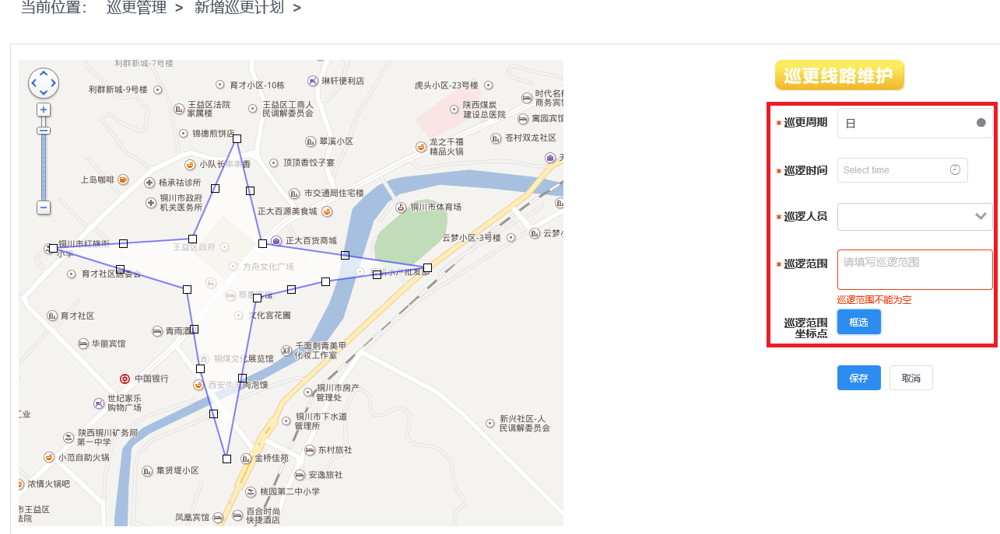 当前位置： 巡更管理 > 新增巡更计划 >
利群新城-7号楼
利群新城-9号楼
育才小区-10栋
琳轩便利店
虎头小区-23号楼
王益区法院
家属楼
王益区工商人
民调解委员会
陕西煤炭
建设总医院
时代名都
商务宾馆
寓园宾馆
锦德煎饼店
翠溪小区
龙之千禧
精品火锅
苍村双龙社区
小队长串串香
顶顶香饺子宴
上岛咖啡
杨承祜诊所
铜川市政府
机关医务所
市交通局住宅楼
正大百源美食城
铜川市体育场
云梦小区-3号楼
云梦小
铜川市红旗街
小学
王益区政府
正大百货商城
育才社区居委会
方舟文化广场
水产批发部
恭惠宾馆
育才社区
文化宫花圃
青雨酒
华丽宾馆
千面刺青美甲
化妆工作室
铜煤文化展览馆
中国银行
西安牛羊肉泡馍
铜川市房产
管理处
世纪家乐
购物广场
工业
铜川市下水道
管理所
新兴社区-人
民调解委员会
陕西铜川矿务局
第一中学
小范自助火锅
东村旅社
金桥佳苑
集贤堤小区
安逸旅社
浓情火锅吧
桃园第二中小学
市王益区
法院
凤凰宾馆
百合时尚
快捷酒店
巡更线路维护
*巡更周期 日
*巡逻时间 Select time
*巡逻人员
*巡逻范围 请填写巡逻范围
巡逻范围不能为空
巡逻范围
坐标点
框选
保存 取消